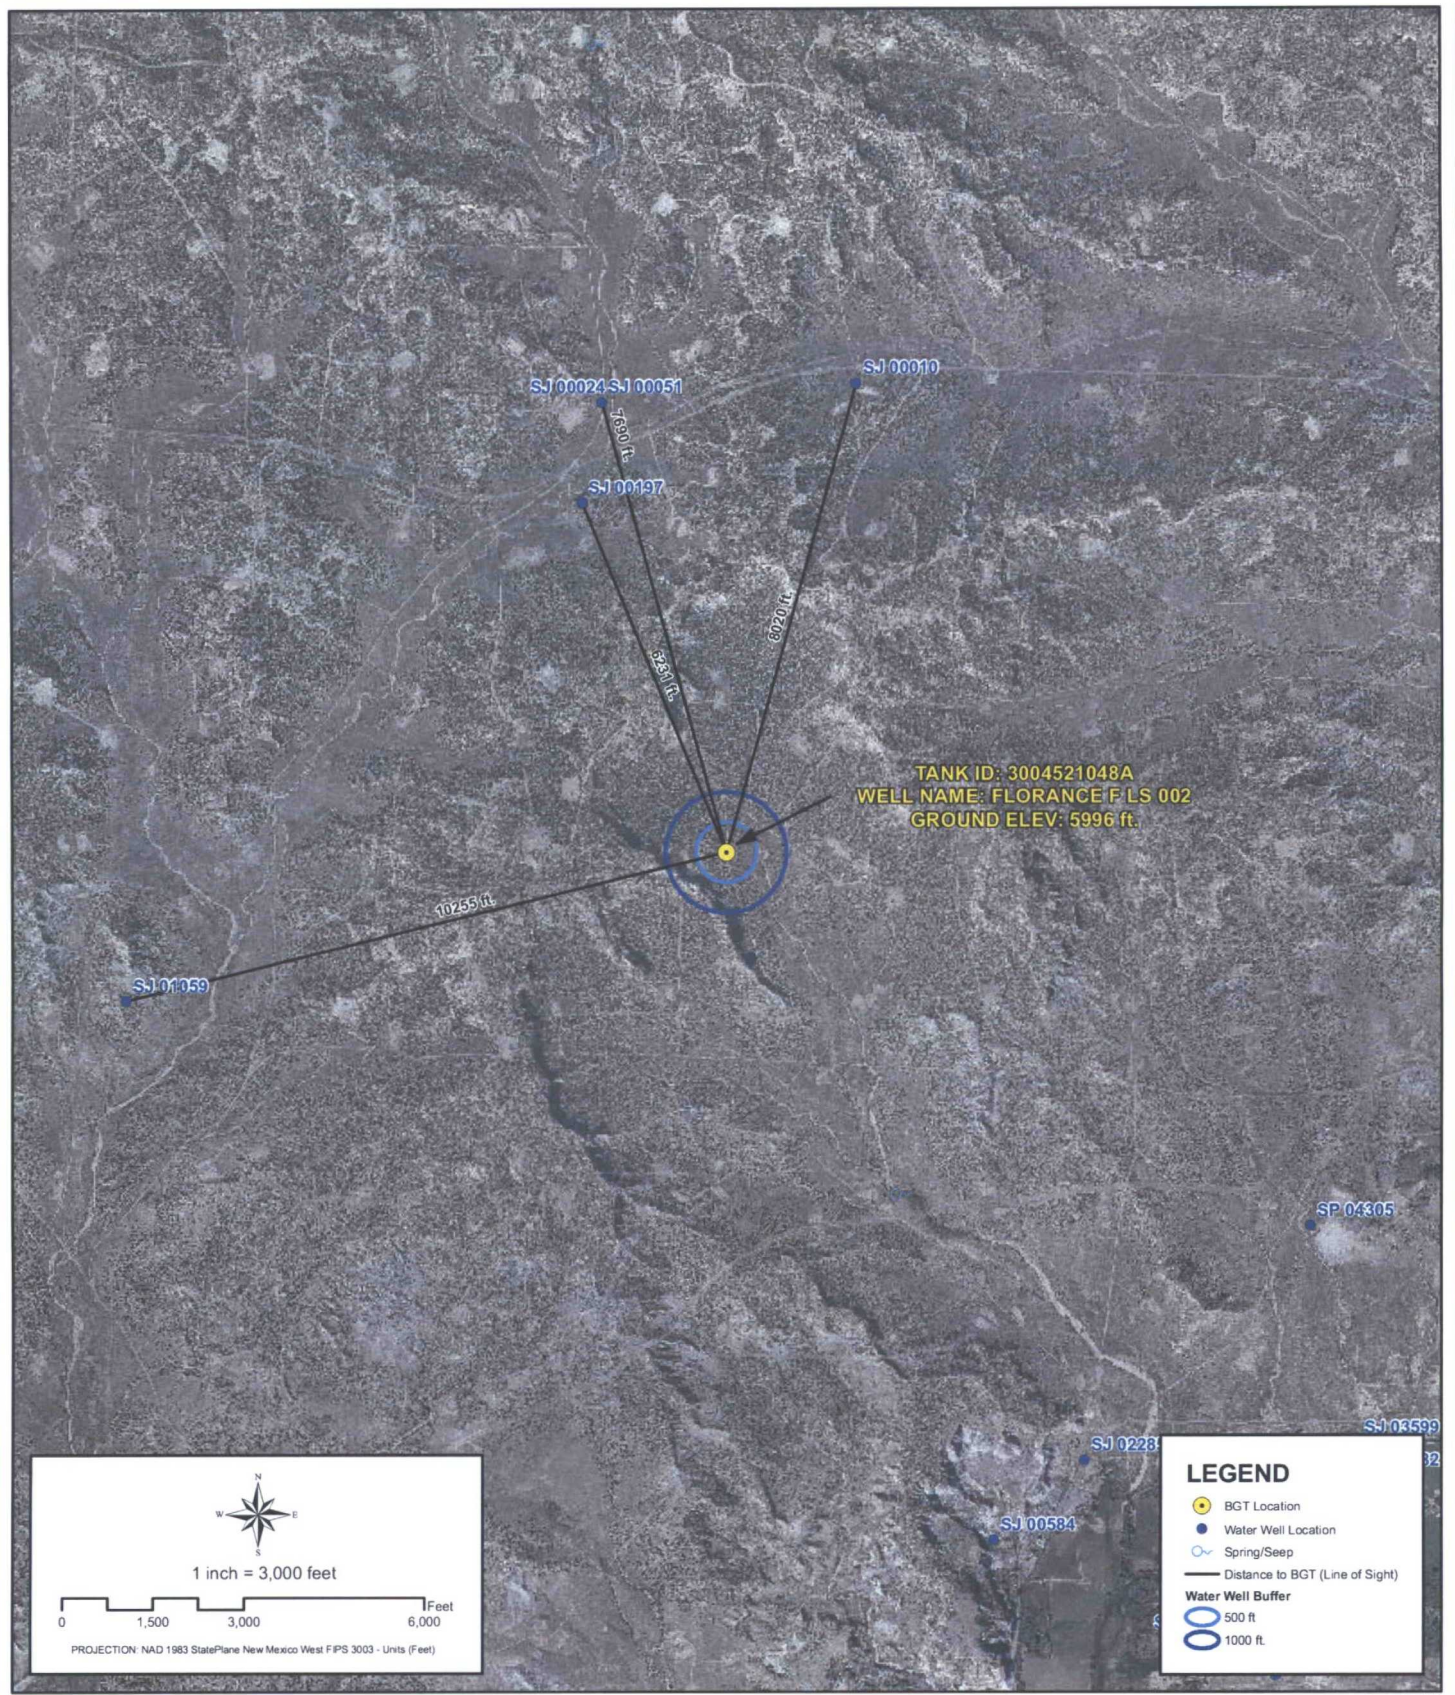 SJ 00010
SJ 00024 SJ 00051
7690 ft.
SJ 00197
8020 ft.
6231 ft.
TANK ID: 3004521048A
WELL NAME: FLORANCE F LS 002
GROUND ELEV: 5996 ft.
10255 ft.
SJ 01059
SP 04305
SJ 03599
SJ 0228
SJ 00584
N
W E
S
1 inch = 3,000 feet
Feet
0 1,500 3,000 6,000
PROJECTION: NAD 1983 StatePlane New Mexico West FIPS 3003 - Units (Feet)
LEGEND
BGT Location
Water Well Location
Spring/Seep
Distance to BGT (Line of Sight)
Water Well Buffer
500 ft
1000 ft.